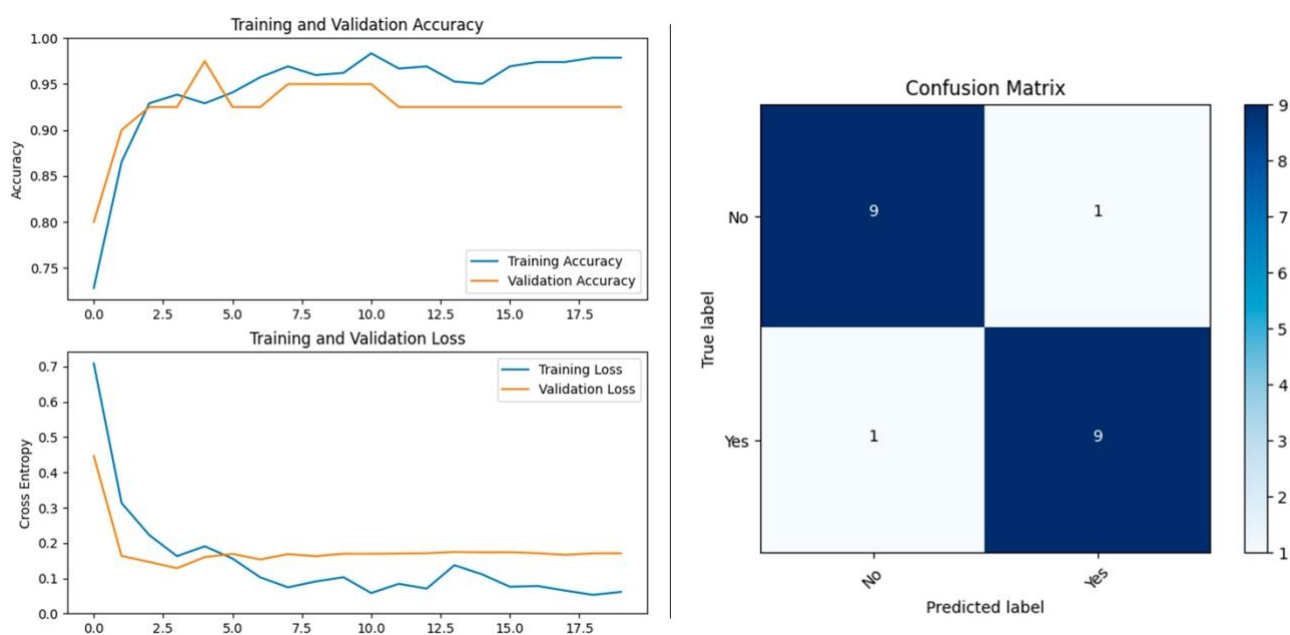 Training and Validation Accuracy
1.00
0.95
0.90
0.85
0.80
0.75
Accuracy
Training Accuracy
Validation Accuracy
0.0 2.5 5.0 7.5 10.0 12.5 15.0 17.5
Training and Validation Loss
0.7
0.6
0.5
0.4
0.3
0.2
0.1
0.0
Cross Entropy
Training Loss
Validation Loss
0.0 2.5 5.0 7.5 10.0 12.5 15.0 17.5
Confusion Matrix
True label
No
9 1
Yes
1 9
No Yes
Predicted label
9
8
7
6
5
4
3
2
1